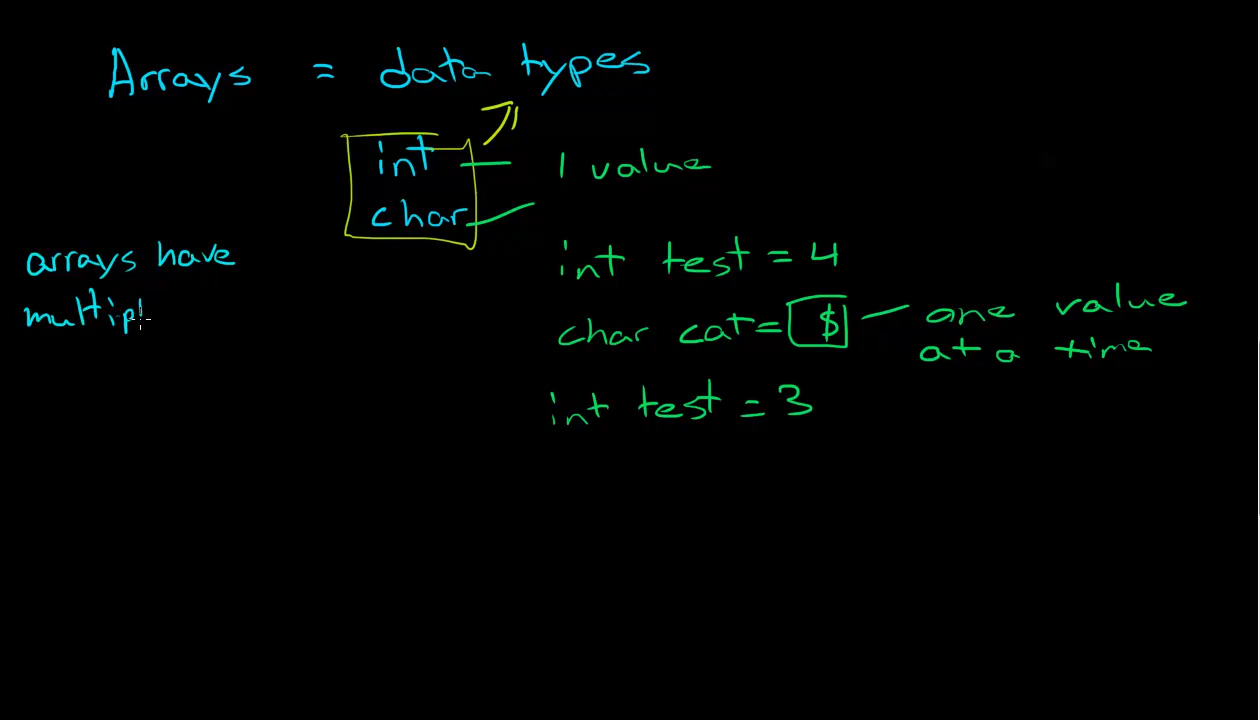 Arrays = data types
int
1 value
char
arrays have
multipl
int test = 4
char cat = $
one value
at a time
int test = 3